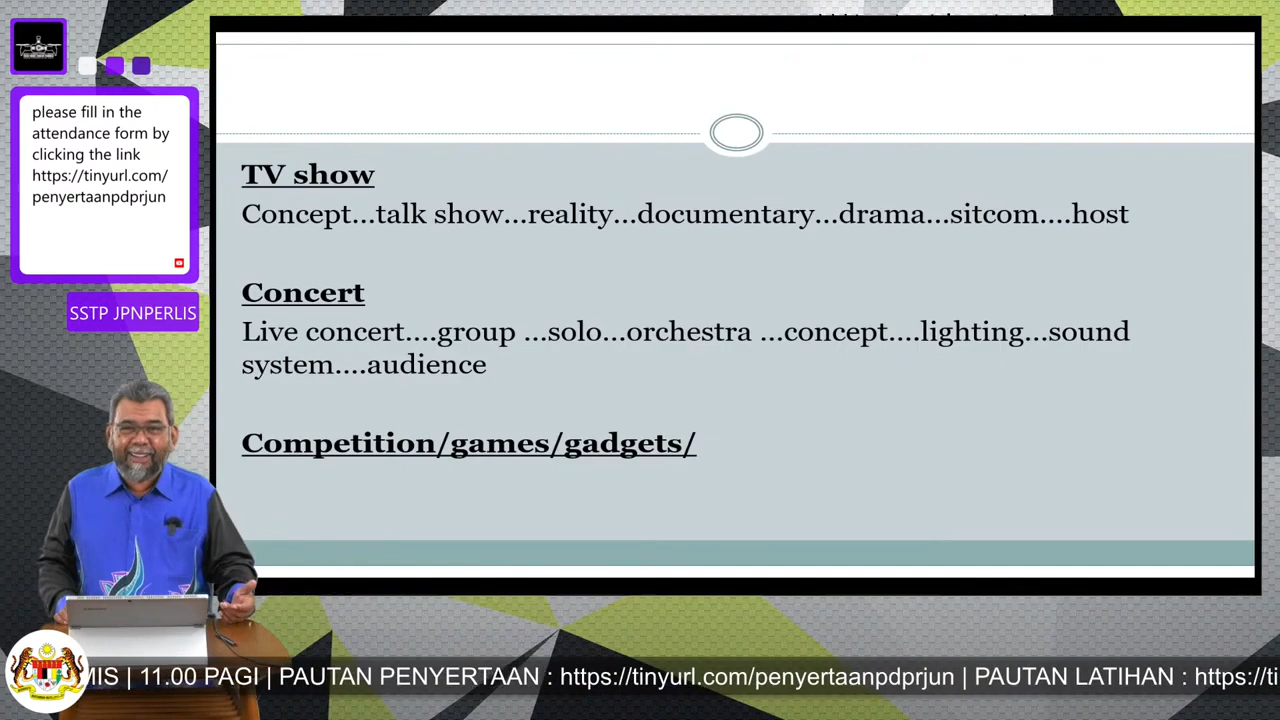 please fill in the
attendance form by
clicking the link
https://tinyurl.com/
penyertaanpdprjun
SSTP JPNPERLIS
TV show
Concept...talk show...reality...documentary...drama...sitcom....host
Concert
Live concert....group ...solo...orchestra ...concept....lighting...sound
system....audience
Competition/games/gadgets/
MIS | 11.00 PAGI | PAUTAN PENYERTAAN : https://tinyurl.com/penyertaanpdprjun | PAUTAN LATIHAN : https://ti